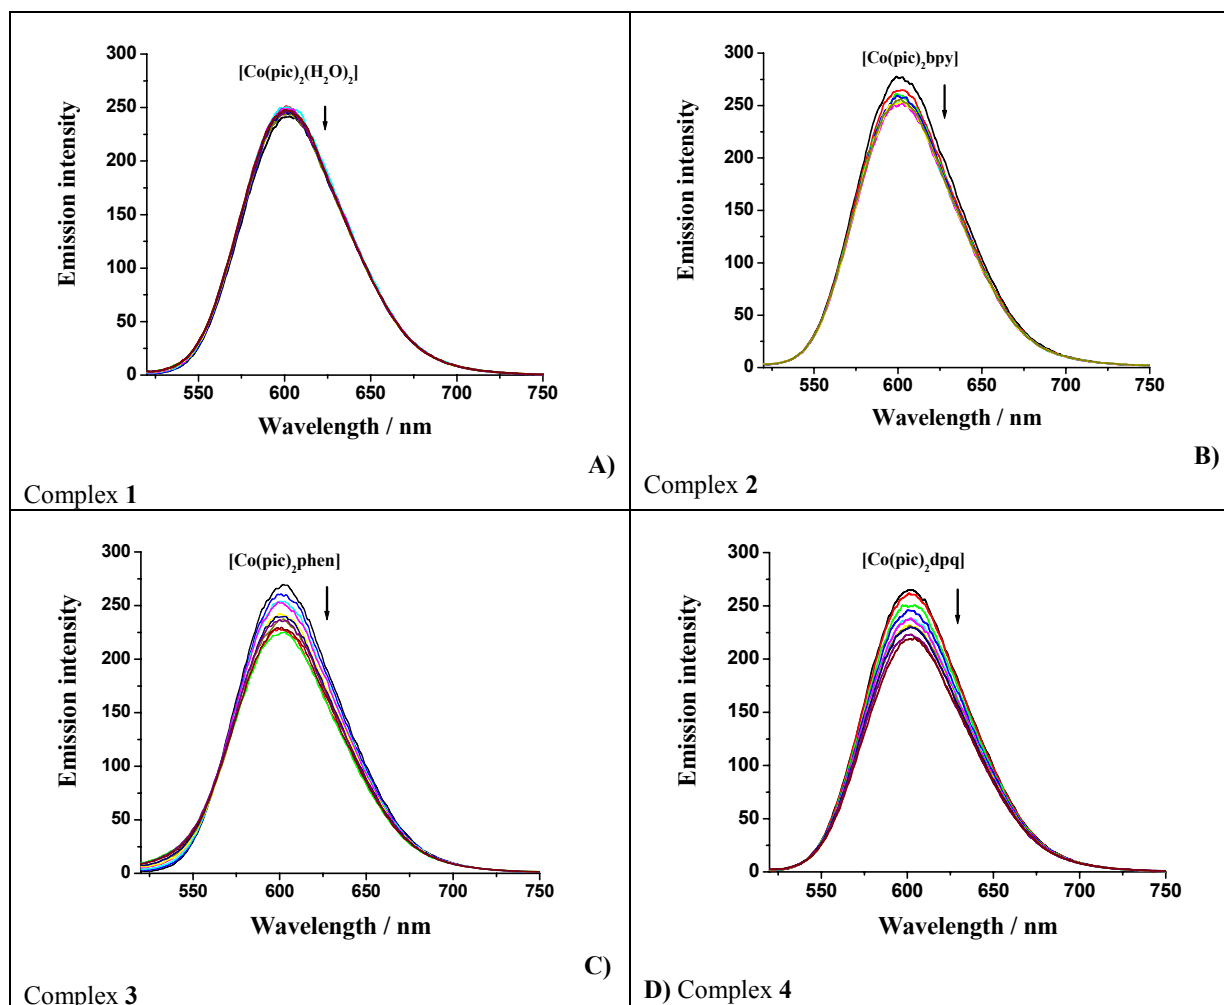 [Co(pic)₂(H₂O)₂]
300
250
200
150
100
50
0
Emission intensity
550 600 650 700 750
Wavelength / nm
A)
Complex 1
[Co(pic)₂bpy]
300
250
200
150
100
50
0
Emission intensity
550 600 650 700 750
Wavelength / nm
B)
Complex 2
[Co(pic)₂phen]
300
250
200
150
100
50
0
Emission intensity
550 600 650 700 750
Wavelength / nm
C)
Complex 3
[Co(pic)₂dpq]
300
250
200
150
100
50
0
Emission intensity
550 600 650 700 750
Wavelength / nm
D) Complex 4